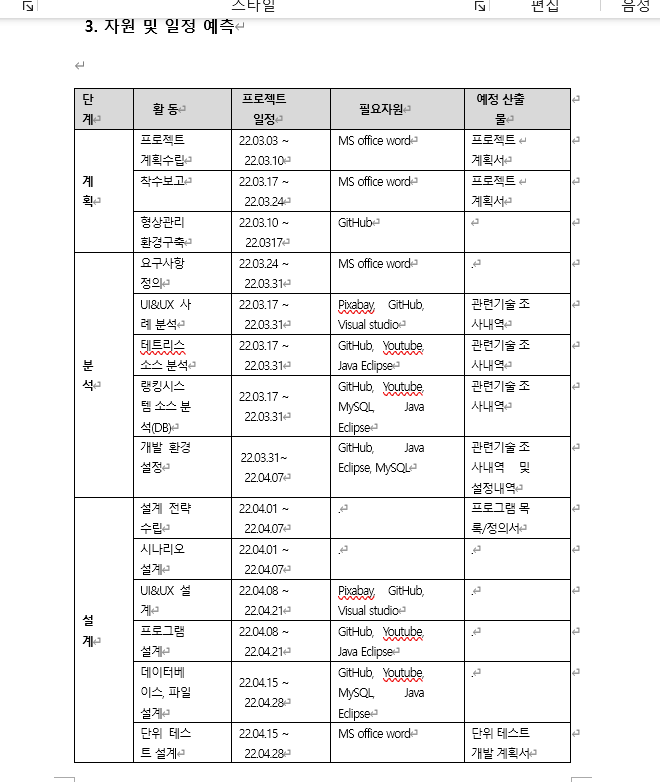 스타일 편집 음성
3. 자원 및 일정 예측
단 계 활 동 프로젝트 일정 필요자원 예정 산출 물
계 획
프로젝트 계획수립 22.03.03 ~ 22.03.10 MS office word 프로젝트 계획서
착수보고 22.03.17 ~ 22.03.24 MS office word 프로젝트 계획서
형상관리 환경구축 22.03.10 ~ 22.0317 GitHub
분 석
요구사항 정의 22.03.24 ~ 22.03.31 MS office word .
UI&UX 사 례 분석 22.03.17 ~ 22.03.31 Pixabay, GitHub, Visual studio 관련기술 조 사내역
테트리스 소스 분석 22.03.17 ~ 22.03.31 GitHub, Youtube, Java Eclipse 관련기술 조 사내역
랭킹시스 템 소스 분 석(DB) 22.03.17 ~ 22.03.31 GitHub, Youtube, MySQL, Java Eclipse 관련기술 조 사내역
개발 환경 설정 22.03.31~ 22.04.07 GitHub, Java Eclipse, MySQL 관련기술 조 사내역 및 설정내역
설 계
설계 전략 수립 22.04.01 ~ 22.04.07 . 프로그램 목 록/정의서
시나리오 설계 22.04.01 ~ 22.04.07 . .
UI&UX 설 계 22.04.08 ~ 22.04.21 Pixabay, GitHub, Visual studio .
프로그램 설계 22.04.08 ~ 22.04.21 GitHub, Youtube, Java Eclipse .
데이터베 이스, 파일 설계 22.04.15 ~ 22.04.28 GitHub, Youtube, MySQL, Java Eclipse .
단위 테스 트 설계 22.04.15 ~ 22.04.28 MS office word 단위 테스트 개발 계획서